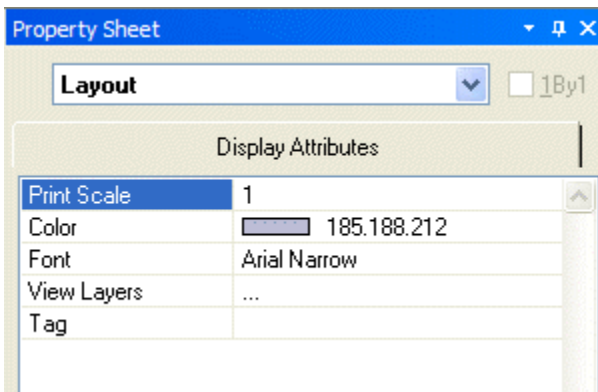 Property Sheet
Layout
1By1
Display Attributes
Print Scale 1
Color 185.188.212
Font Arial Narrow
View Layers ...
Tag